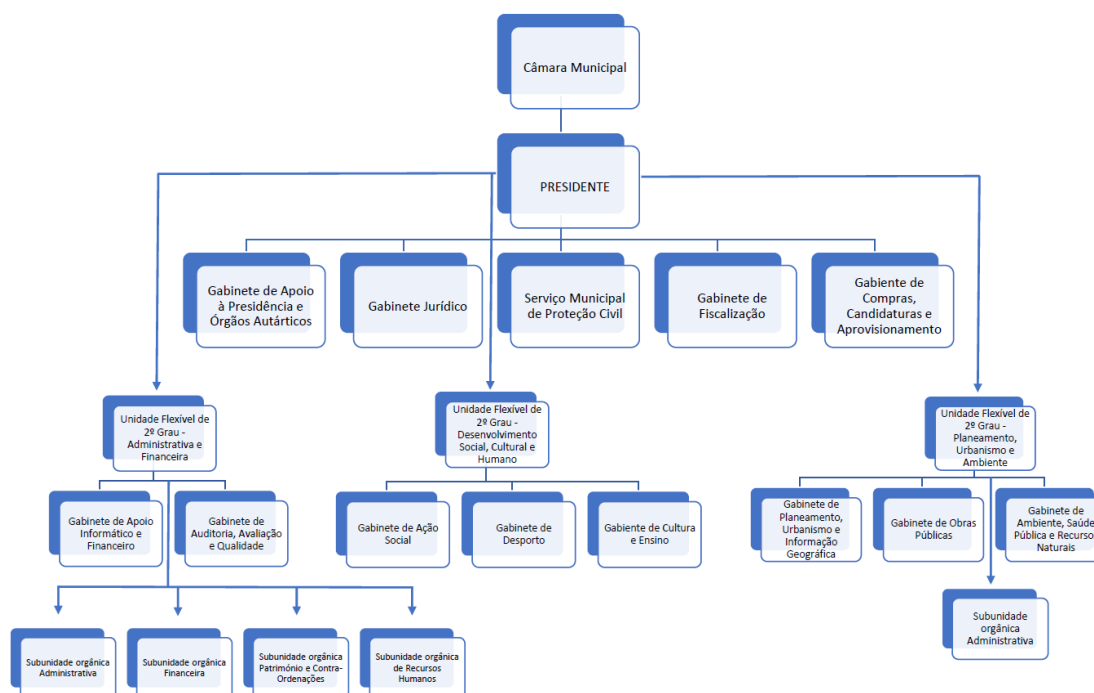 Câmara Municipal
PRESIDENTE
Gabinete de Apoio
à Presidência e
Órgãos Autárticos
Gabinete Jurídico
Serviço Municipal
de Proteção Civil
Gabinete de
Fiscalização
Gabiente de
Compras,
Candidaturas e
Aprovisionamento
Unidade Flexível de
2º Grau -
Administrativa e
Financeira
Unidade Flexível de
2º Grau -
Desenvolvimento
Social, Cultural e
Humano
Unidade Flexível de
2º Grau -
Planeamento,
Urbanismo e
Ambiente
Gabinete de Apoio
Informático e
Financeiro
Gabinete de
Auditoria, Avaliação
e Qualidade
Gabinete de Ação
Social
Gabinete de
Desporto
Gabiente de Cultura
e Ensino
Gabinete de
Planeamento,
Urbanismo e
Informação
Geográfica
Gabinete de Obras
Públicas
Gabinete de
Ambiente, Saúde
Pública e Recursos
Naturais
Subunidade orgânica
Administrativa
Subunidade orgânica
Financeira
Subunidade orgânica
Património e Contra-
Ordenações
Subunidade orgânica
de Recursos
Humanos
Subunidade
orgânica
Administrativa